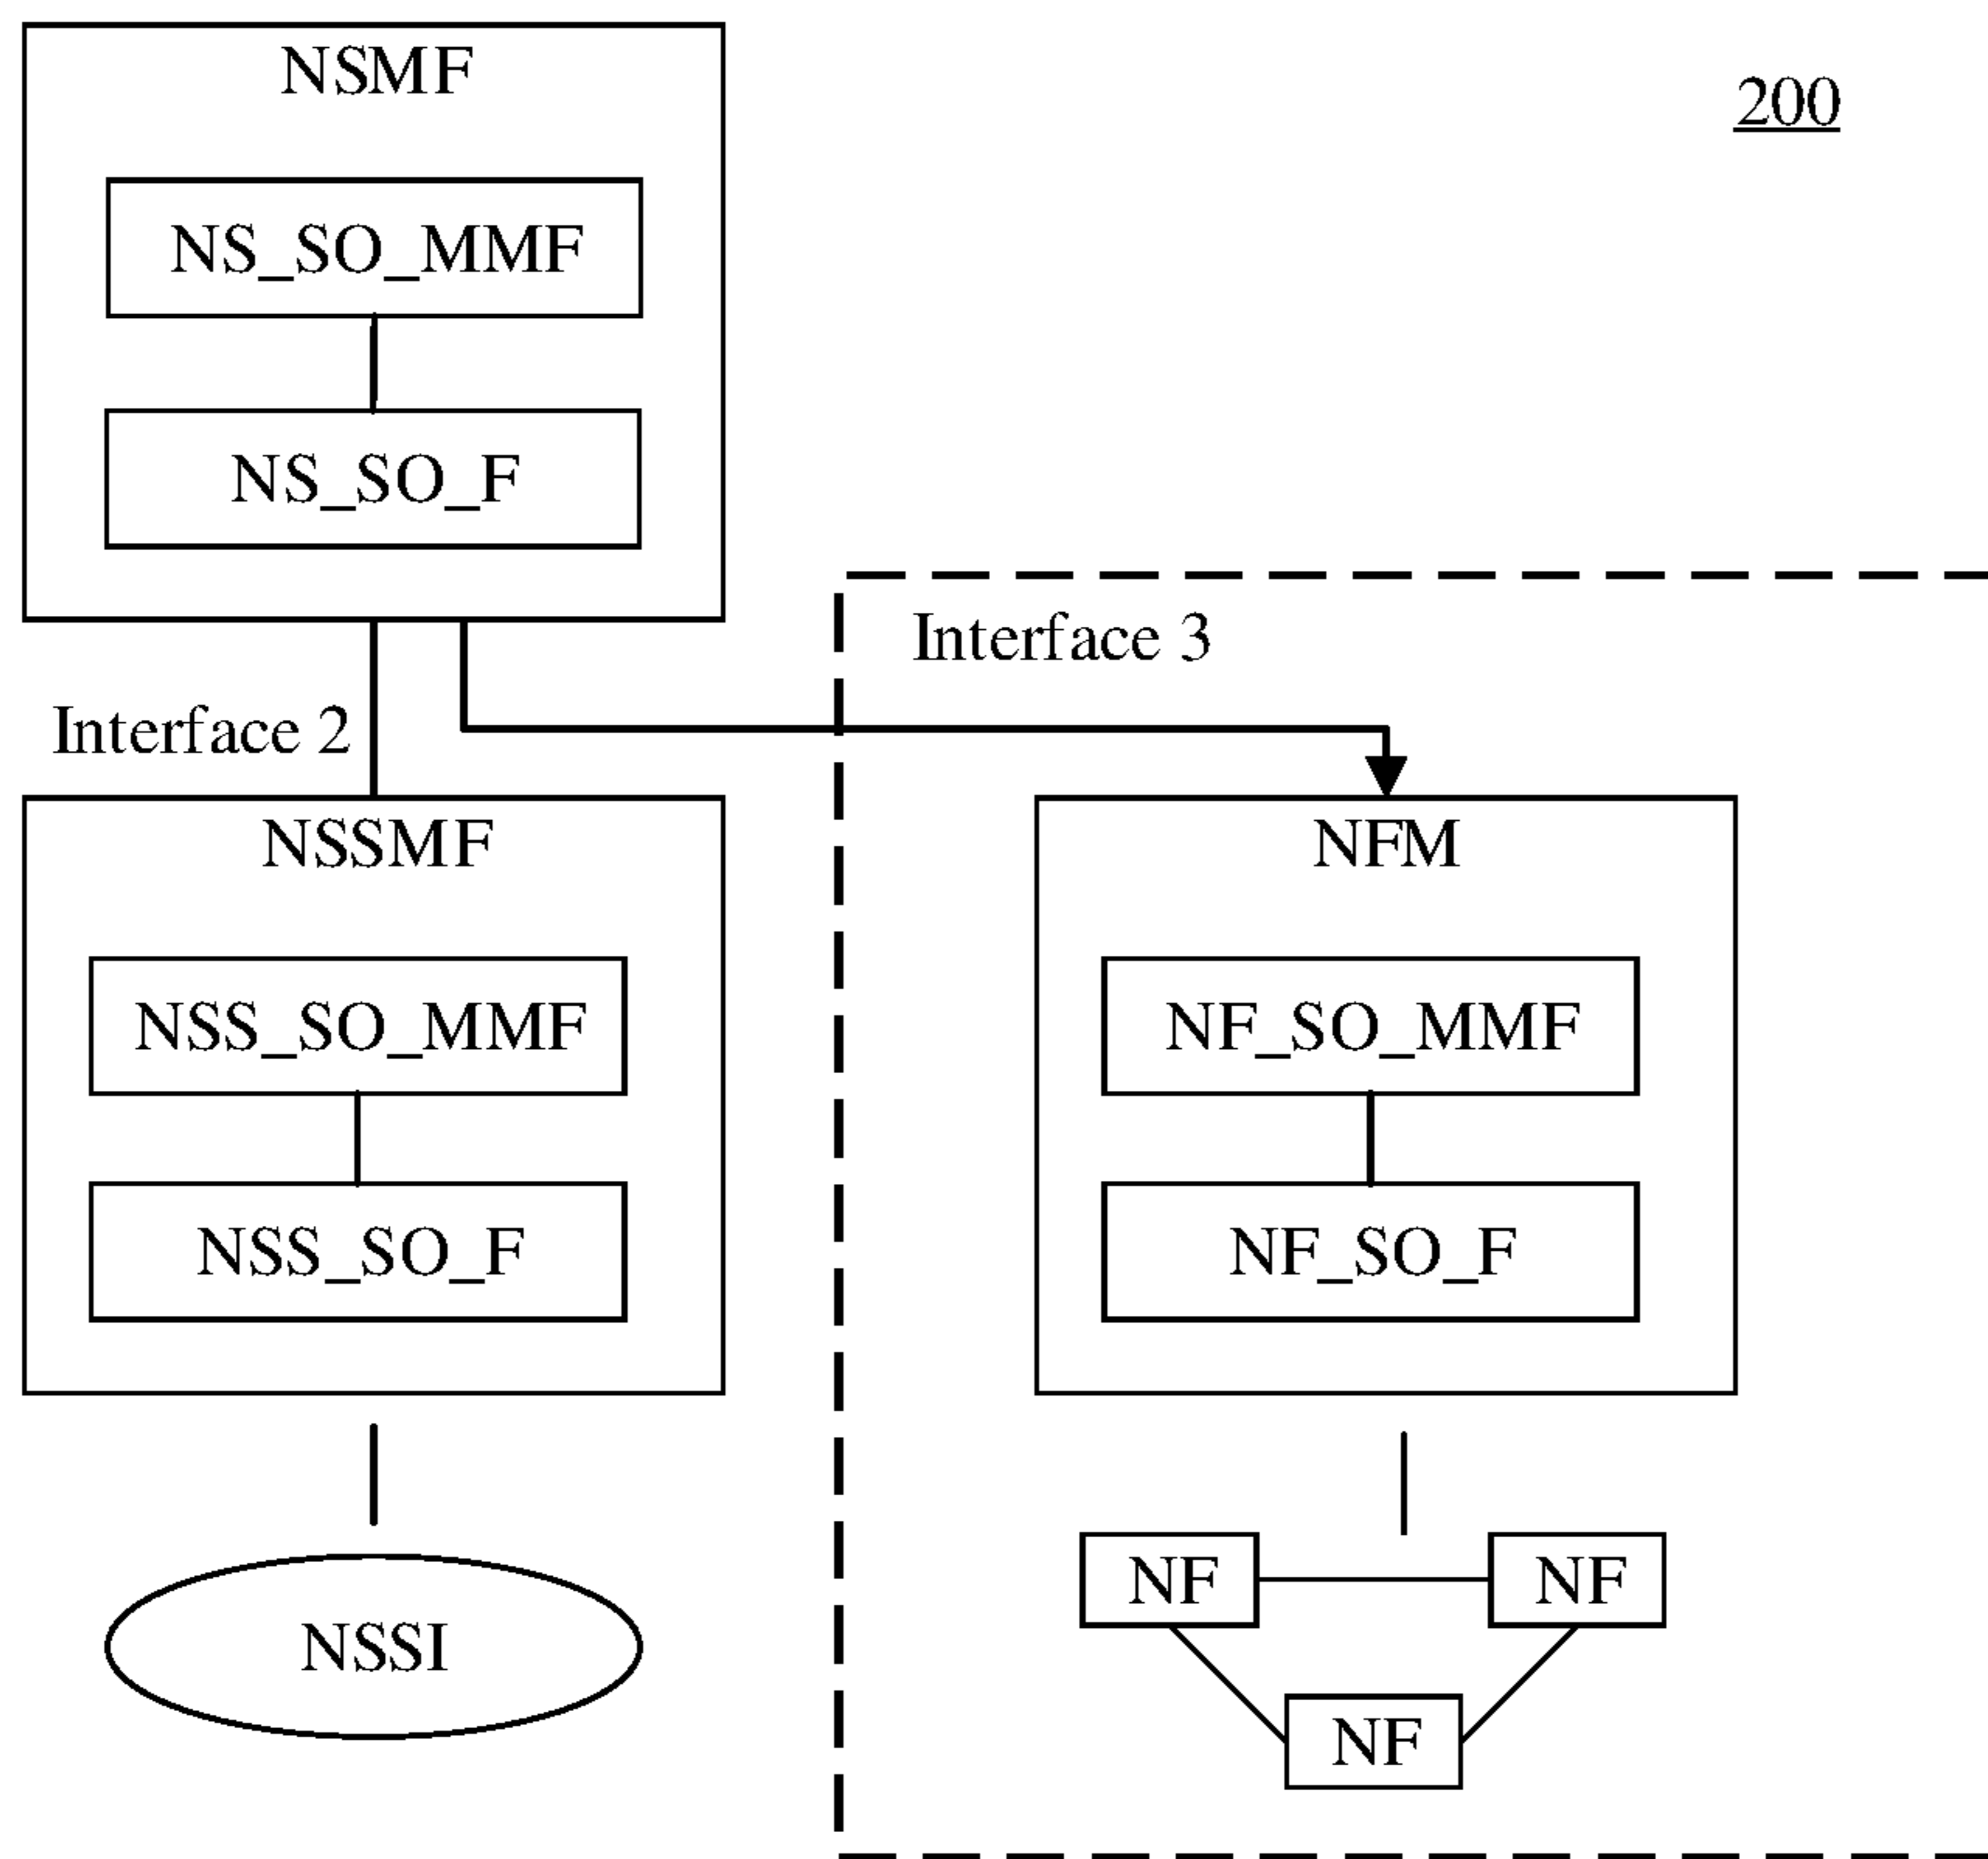 NSMF
200
NS_SO_MMF
NS_SO_F
Interface 3
Interface 2
NSSMF
NFM
NSS_SO_MMF
NF_SO_MMF
NSS_SO_F
NF_SO_F
NF
NF
NSSI
NF